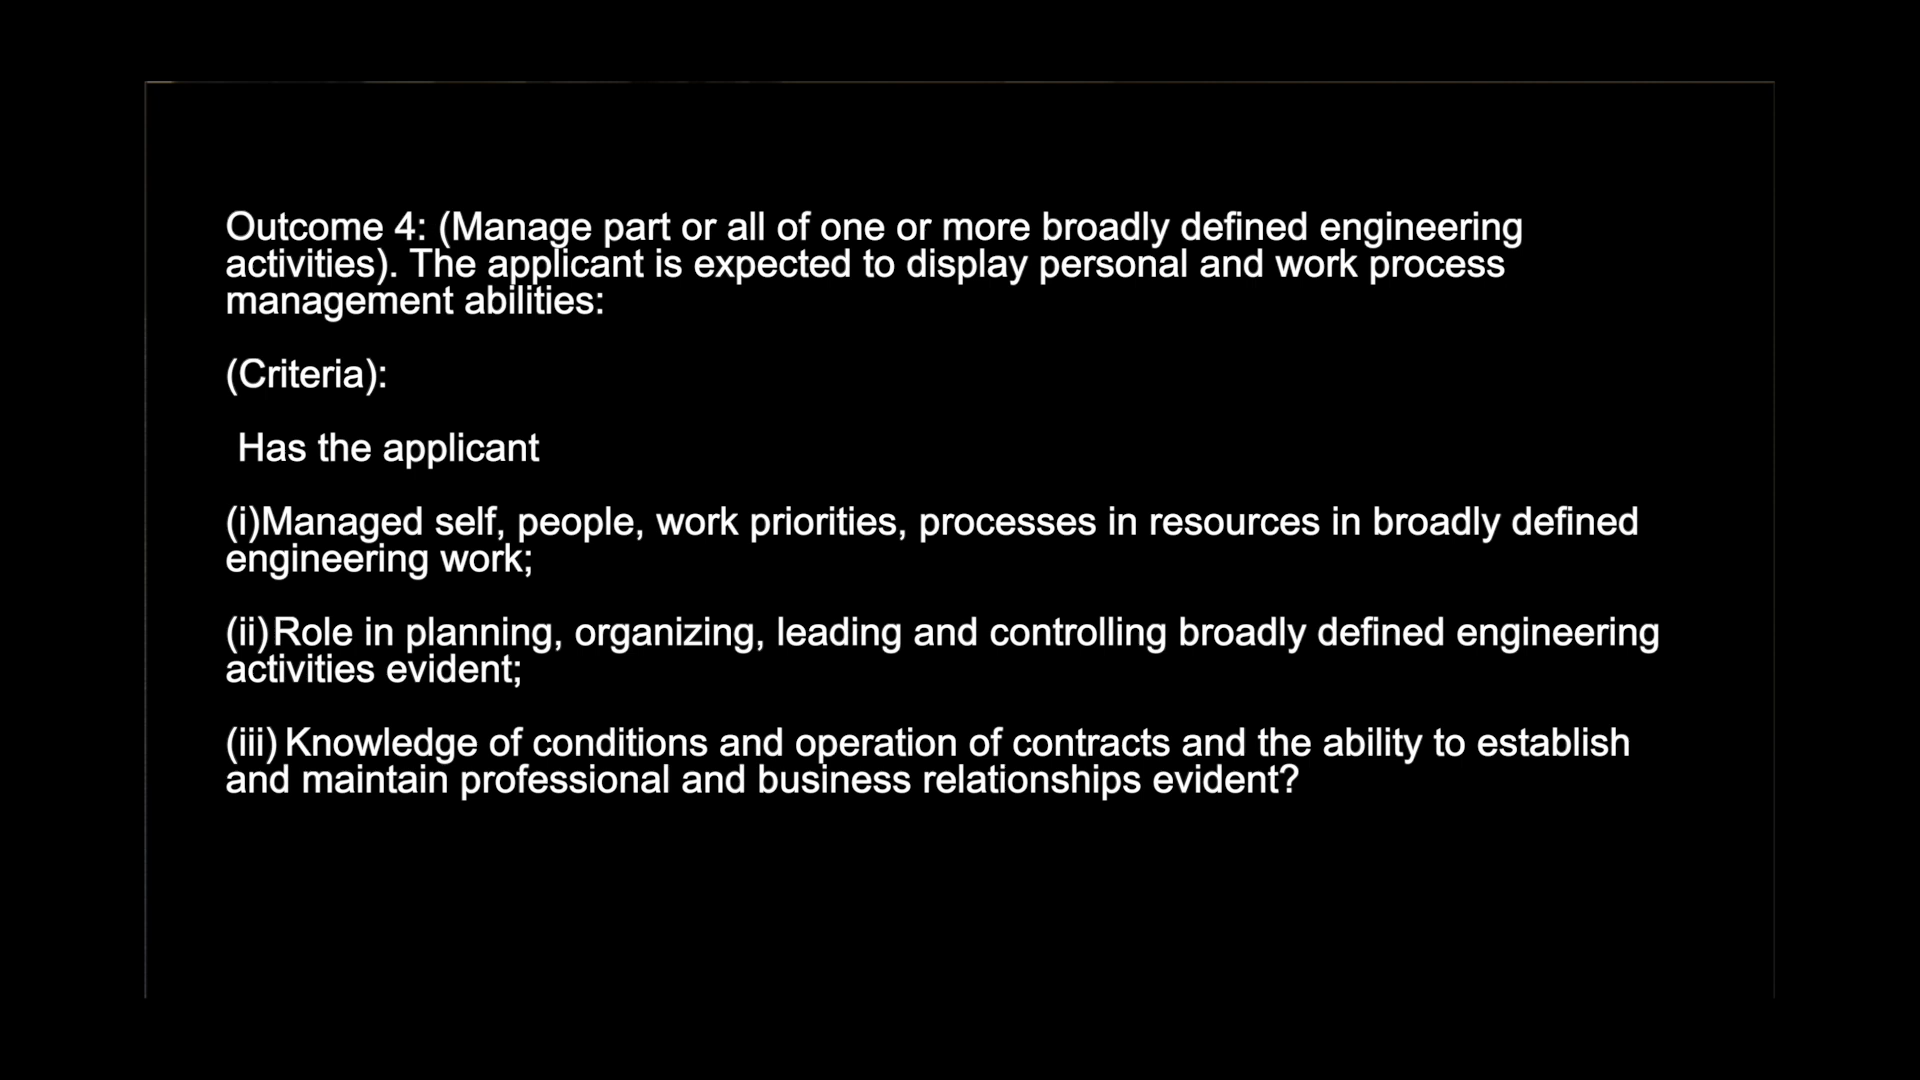 Outcome 4: (Manage part or all of one or more broadly defined engineering
activities). The applicant is expected to display personal and work process
management abilities:
(Criteria):
Has the applicant
(i)Managed self, people, work priorities, processes in resources in broadly defined
engineering work;
(ii) Role in planning, organizing, leading and controlling broadly defined engineering
activities evident;
(iii) Knowledge of conditions and operation of contracts and the ability to establish
and maintain professional and business relationships evident?